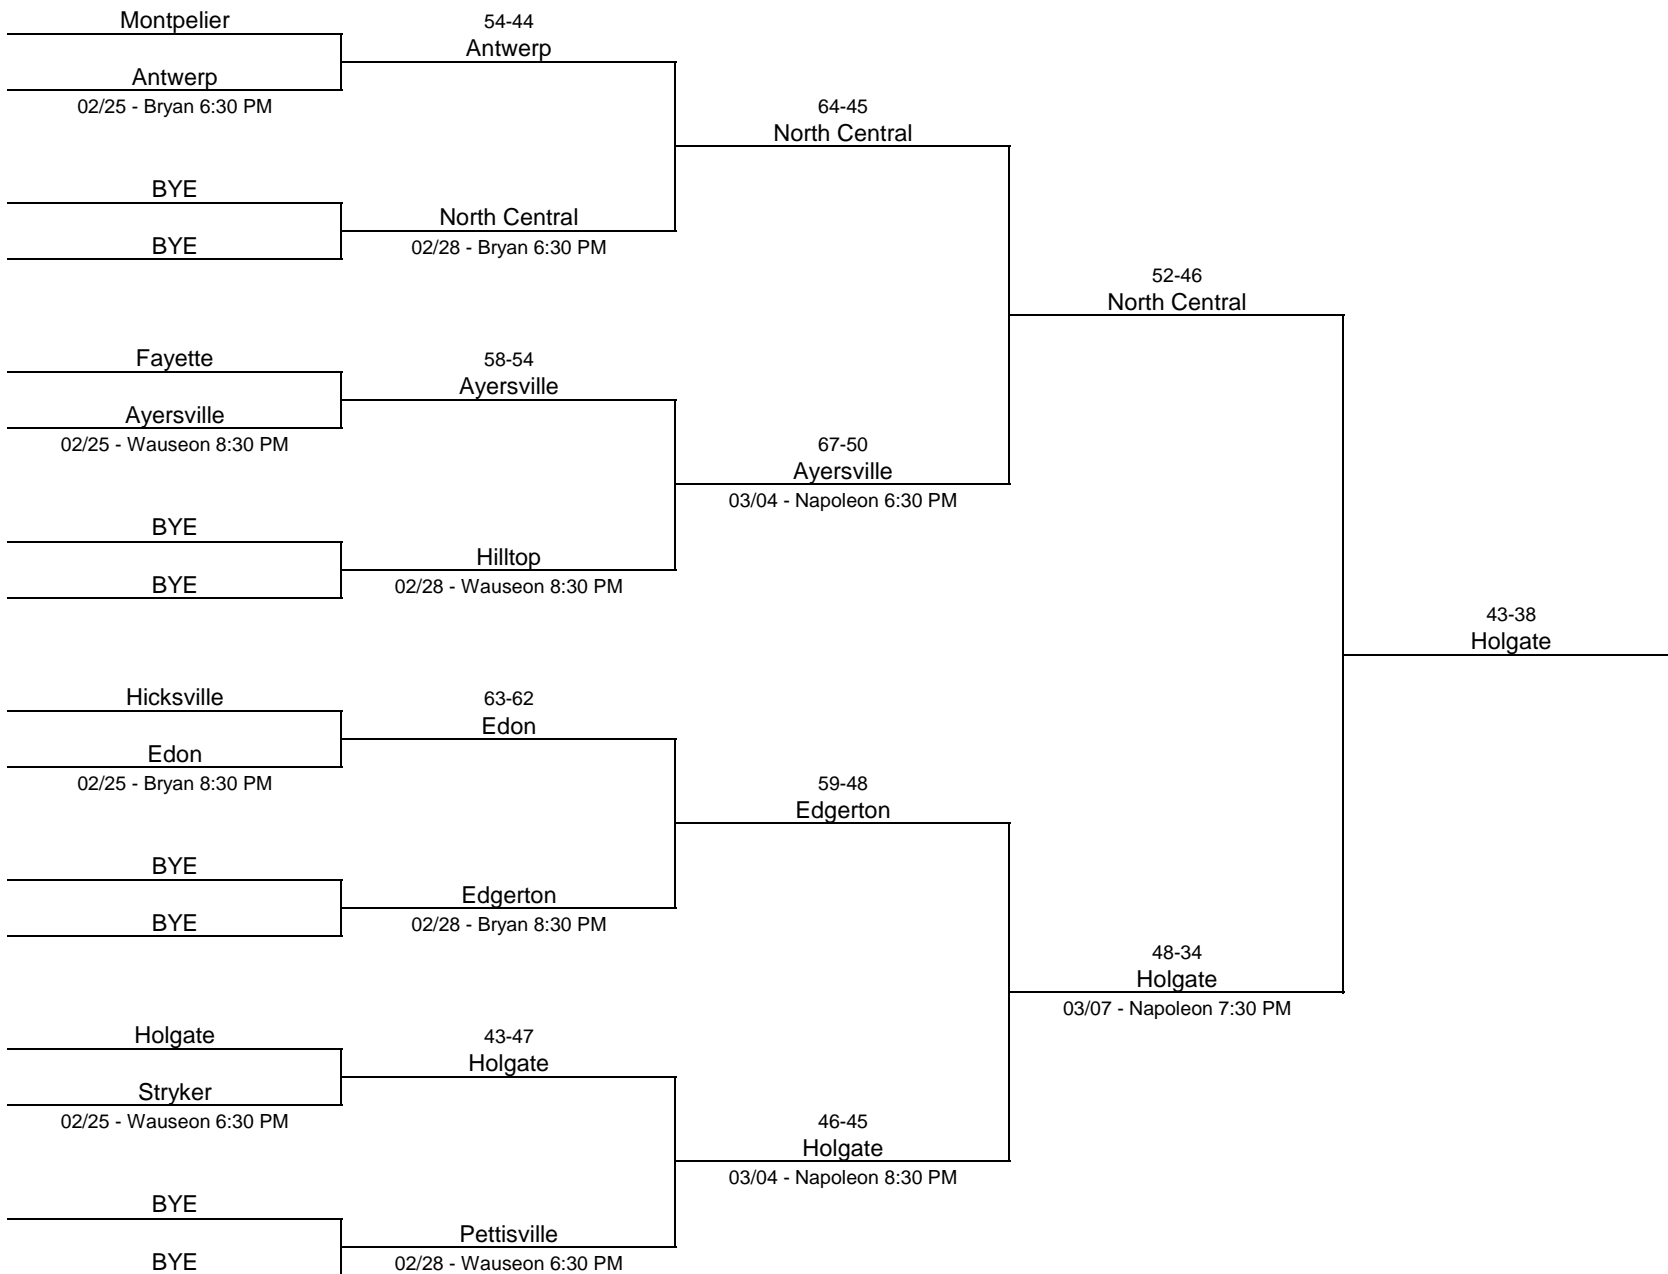 Montpelier
Antwerp
02/25 - Bryan 6:30 PM
BYE
BYE
Fayette
Ayersville
02/25 - Wauseon 8:30 PM
BYE
BYE
Hicksville
Edon
02/25 - Bryan 8:30 PM
BYE
BYE
Holgate
Stryker
02/25 - Wauseon 6:30 PM
BYE
BYE
54-44
Antwerp
North Central
02/28 - Bryan 6:30 PM
58-54
Ayersville
Hilltop
02/28 - Wauseon 8:30 PM
63-62
Edon
Edgerton
02/28 - Bryan 8:30 PM
43-47
Holgate
Pettisville
02/28 - Wauseon 6:30 PM
64-45
North Central
67-50
Ayersville
03/04 - Napoleon 6:30 PM
59-48
Edgerton
46-45
Holgate
03/04 - Napoleon 8:30 PM
52-46
North Central
48-34
Holgate
03/07 - Napoleon 7:30 PM
43-38
Holgate